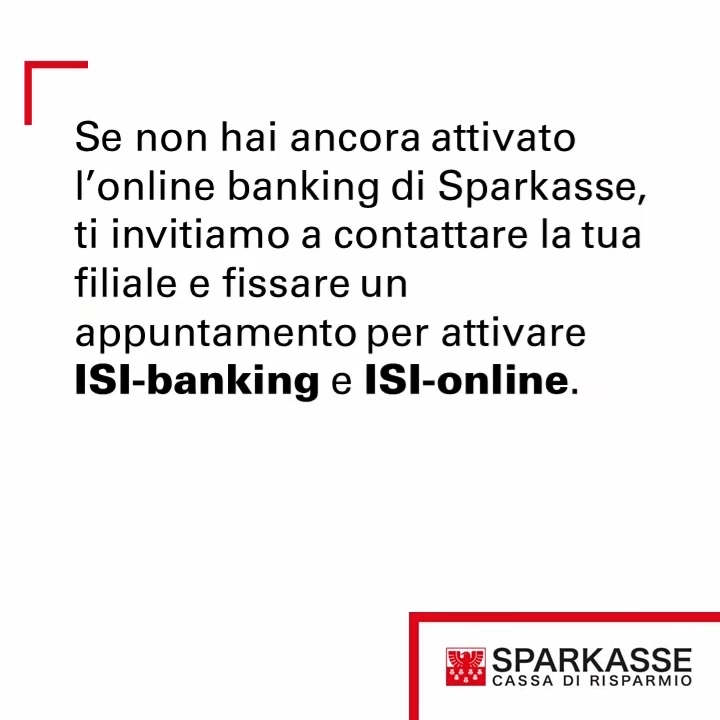 Se non hai ancora attivato
l’online banking di Sparkasse,
ti invitiamo a contattare la tua
filiale e fissare un
appuntamento per attivare
ISI-banking e ISI-online.
SPARKASSE
CASSA DI RISPARMIO